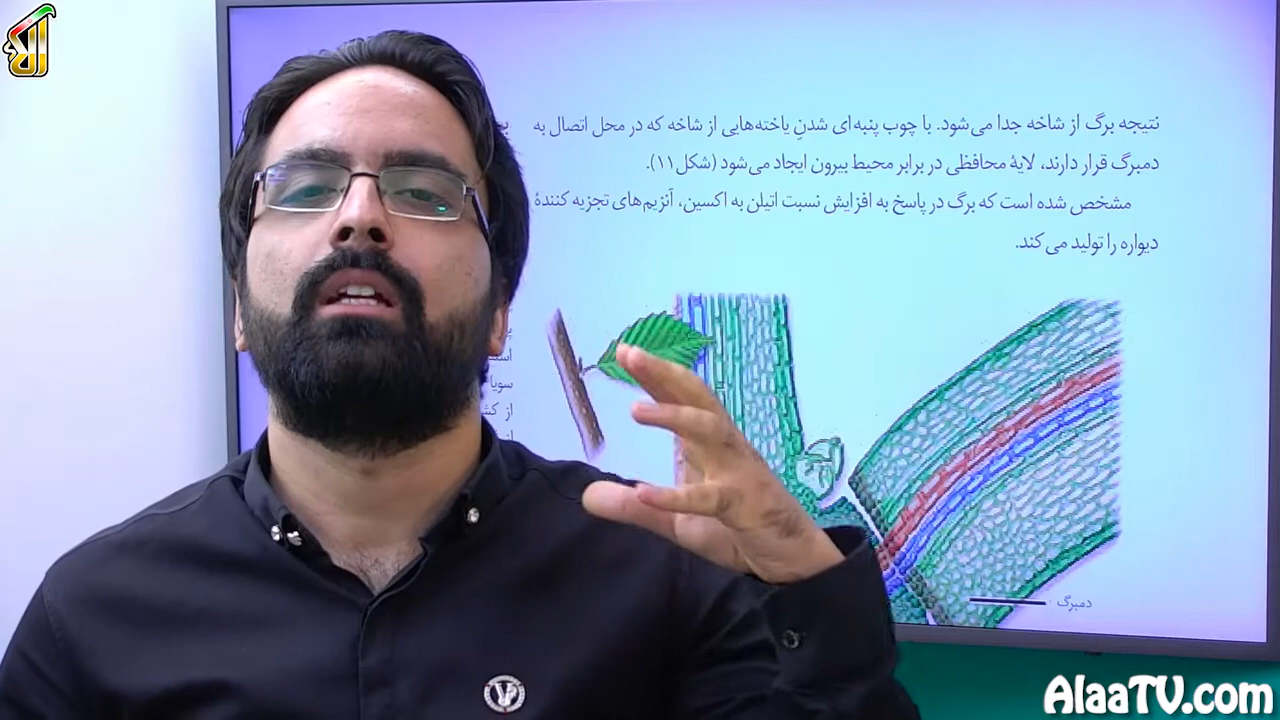 نتیجه برگ از شاخه جدا می‌شود. با چوب پنبه‌ای شدنِ یاخته‌هایی از شاخه که در محل اتصال به
دمبرگ قرار دارند، لایهٔ محافظی در برابر محیط بیرون ایجاد می‌شود (شکل ۱۱).
مشخص شده است که برگ در پاسخ به افزایش نسبت اتیلن به اکسین، آنزیم‌های تجزیه کنندهٔ
دیواره را تولید می‌کند.
سویا
از کش
دمبرگ
AlaaTV.com